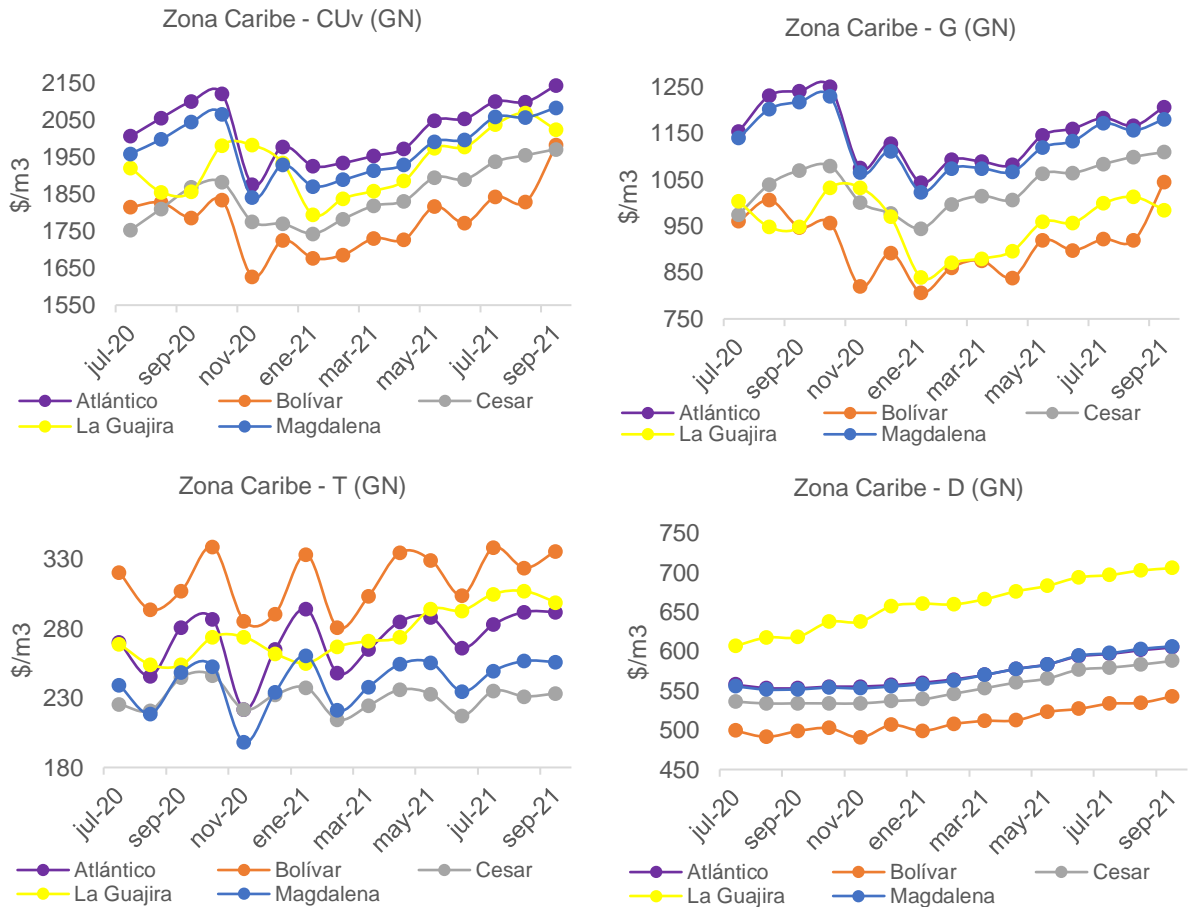 Zona Caribe - CUv (GN)
$/m3
2150
2050
1950
1850
1750
1650
1550
jul-20
sep-20
nov-20
ene-21
mar-21
may-21
jul-21
sep-21
Atlántico
Bolívar
Cesar
La Guajira
Magdalena
Zona Caribe - G (GN)
$/m3
1250
1150
1050
950
850
750
jul-20
sep-20
nov-20
ene-21
mar-21
may-21
jul-21
sep-21
Atlántico
Bolívar
Cesar
La Guajira
Magdalena
Zona Caribe - T (GN)
$/m3
330
280
230
180
jul-20
sep-20
nov-20
ene-21
mar-21
may-21
jul-21
sep-21
Atlántico
Bolívar
Cesar
La Guajira
Magdalena
Zona Caribe - D (GN)
$/m3
750
700
650
600
550
500
450
jul-20
sep-20
nov-20
ene-21
mar-21
may-21
jul-21
sep-21
Atlántico
Bolívar
Cesar
La Guajira
Magdalena